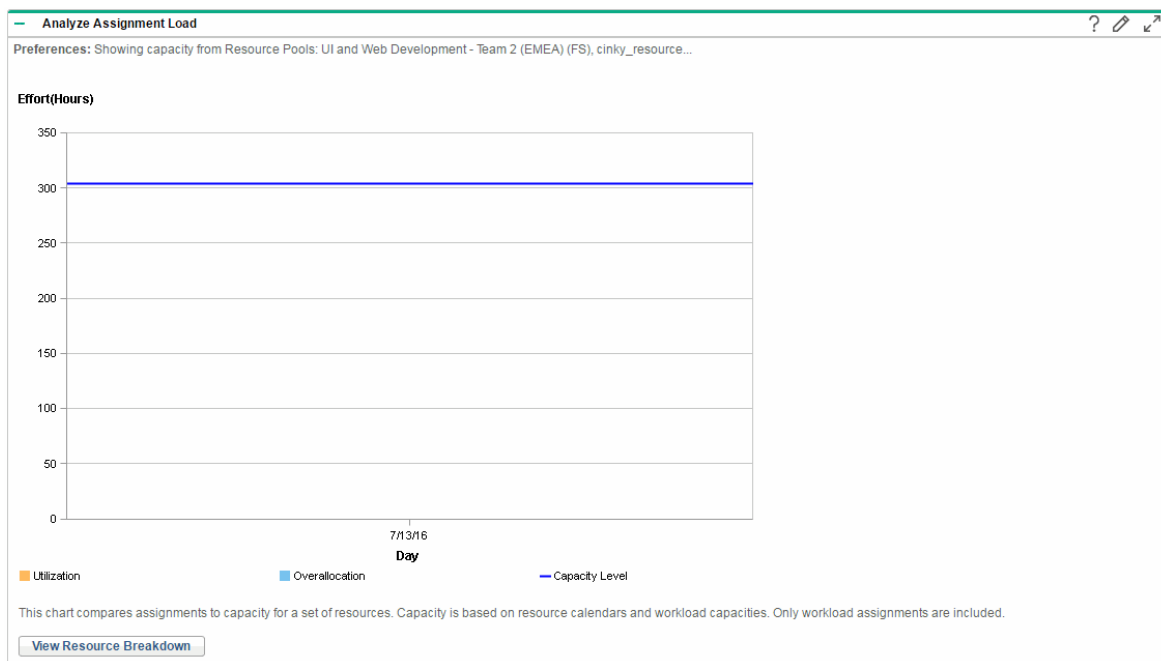 Analyze Assignment Load
Preferences: Showing capacity from Resource Pools: UI and Web Development - Team 2 (EMEA) (FS), cinky_resource...
Effort(Hours)
350
300
250
200
150
100
50
0
7/13/16
Day
Utilization
Overallocation
Capacity Level
This chart compares assignments to capacity for a set of resources. Capacity is based on resource calendars and workload capacities. Only workload assignments are included.
View Resource Breakdown